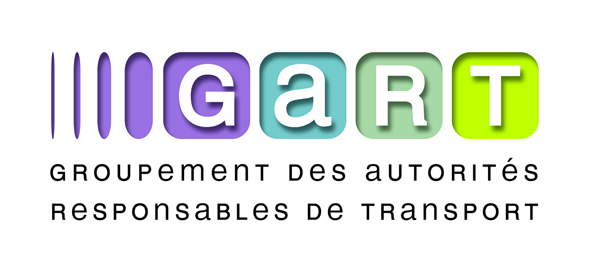 GaRT
GROUPement DES aUTORITés
Responsables de TRansport